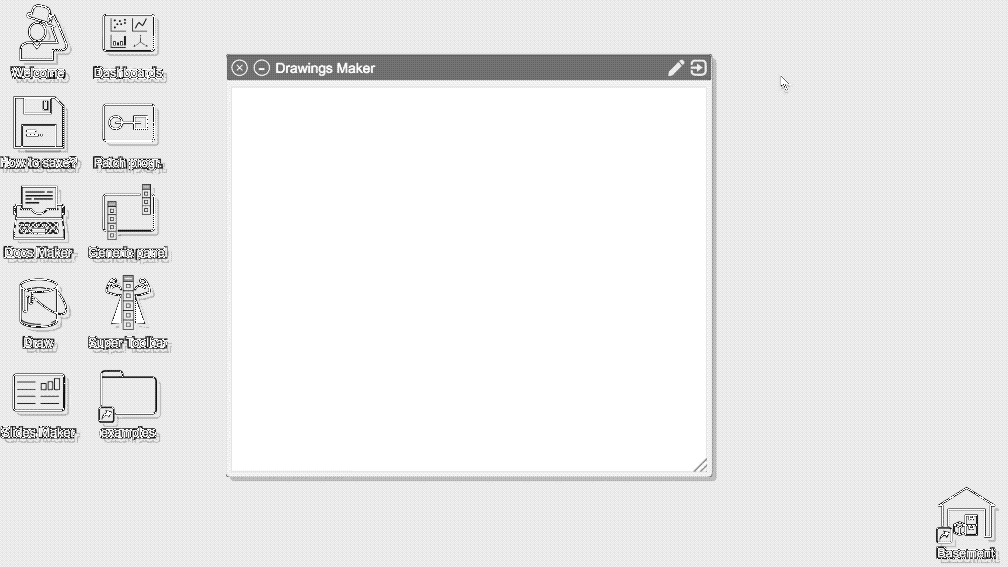 Welcome
Dashboards
How to save?
Patch progr.
Docs Maker
Generic panel
Draw
Super Toolbar
Slides Maker
examples
Drawings Maker
Basement